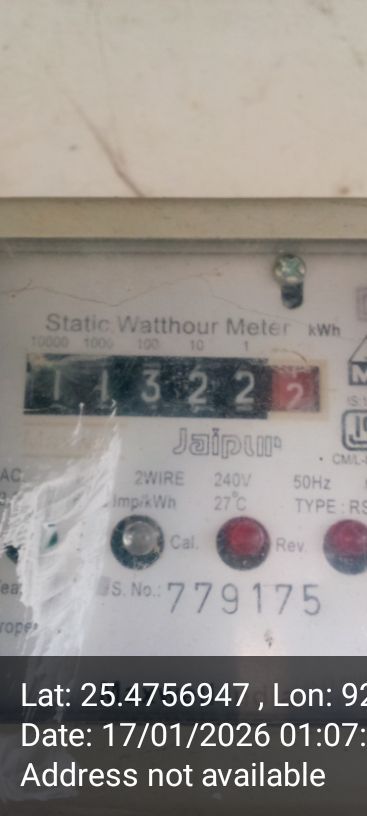 Static Watthour Meter kWh
10000 1000 100 10 1
1 1 3 2 2 2
Jaipur
AC
2WIRE 240V 50Hz
Imp/kWh 27°C TYPE : RS
Cal. Rev.
S. No.: 779175
Lat: 25.4756947 , Lon: 92
Date: 17/01/2026 01:07:
Address not available